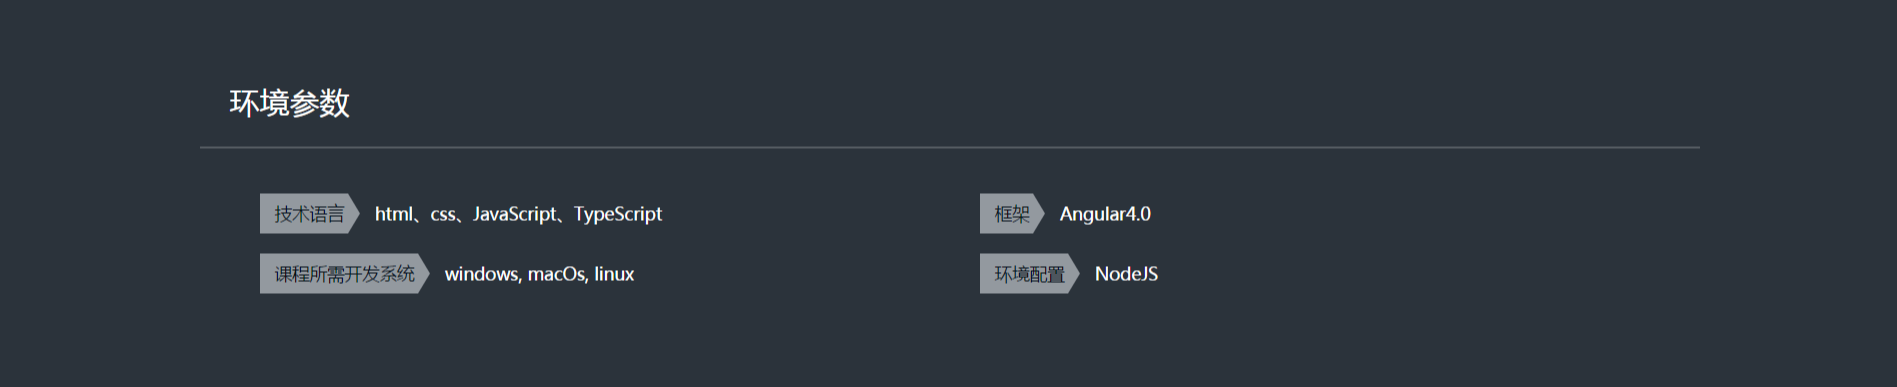 环境参数
技术语言 html、css、JavaScript、TypeScript
框架 Angular4.0
课程所需开发系统 windows, macOs, linux
环境配置 NodeJS